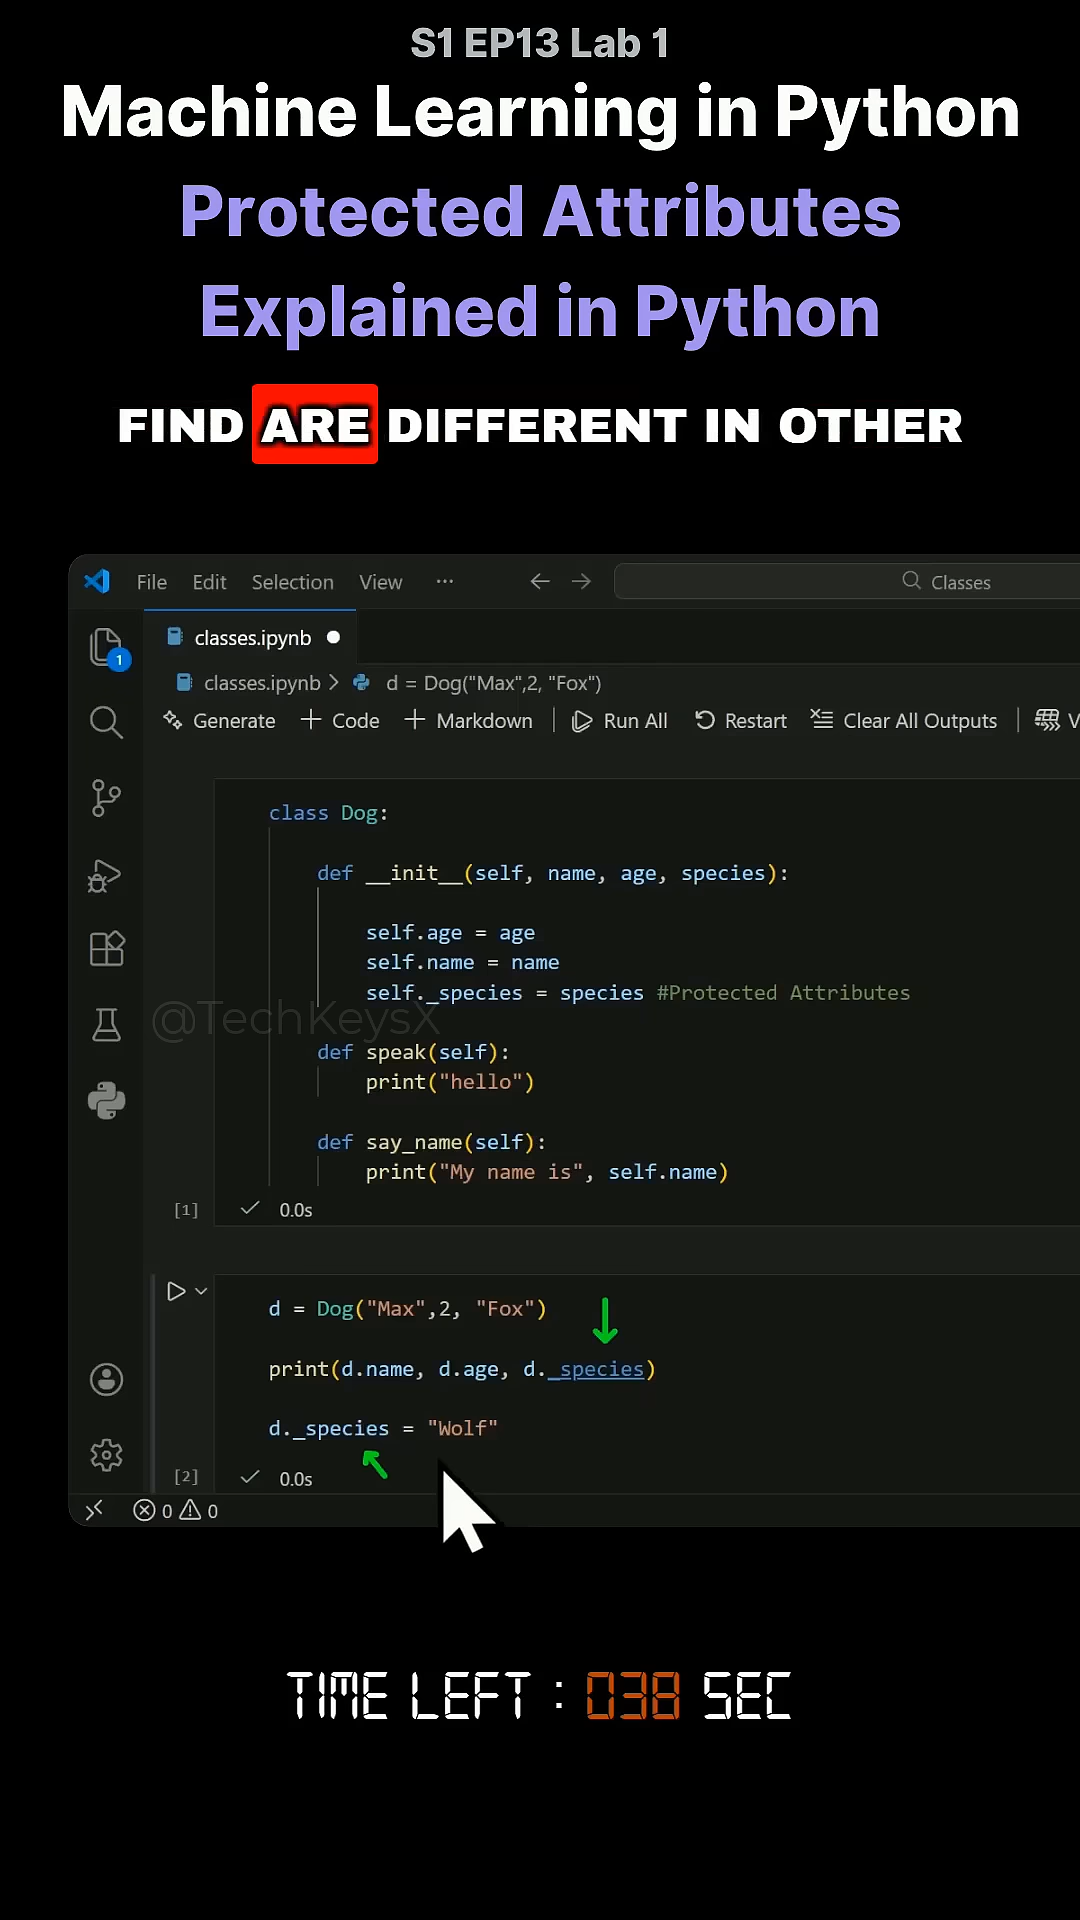 S1 EP13 Lab 1
Machine Learning in Python
Protected Attributes
Explained in Python
FIND ARE DIFFERENT IN OTHER
File Edit Selection View ··· Classes
classes.ipynb
1
classes.ipynb > d = Dog("Max",2, "Fox")
Generate + Code + Markdown | Run All Restart Clear All Outputs | V
class Dog:
def __init__(self, name, age, species):
self.age = age
self.name = name
self._species = species #Protected Attributes
@TechKeysX
def speak(self):
print("hello")
def say_name(self):
print("My name is", self.name)
[1] 0.0s
d = Dog("Max",2, "Fox")
print(d.name, d.age, d._species)
d._species = "Wolf"
[2] 0.0s
0 0
TIME LEFT : 038 SEC